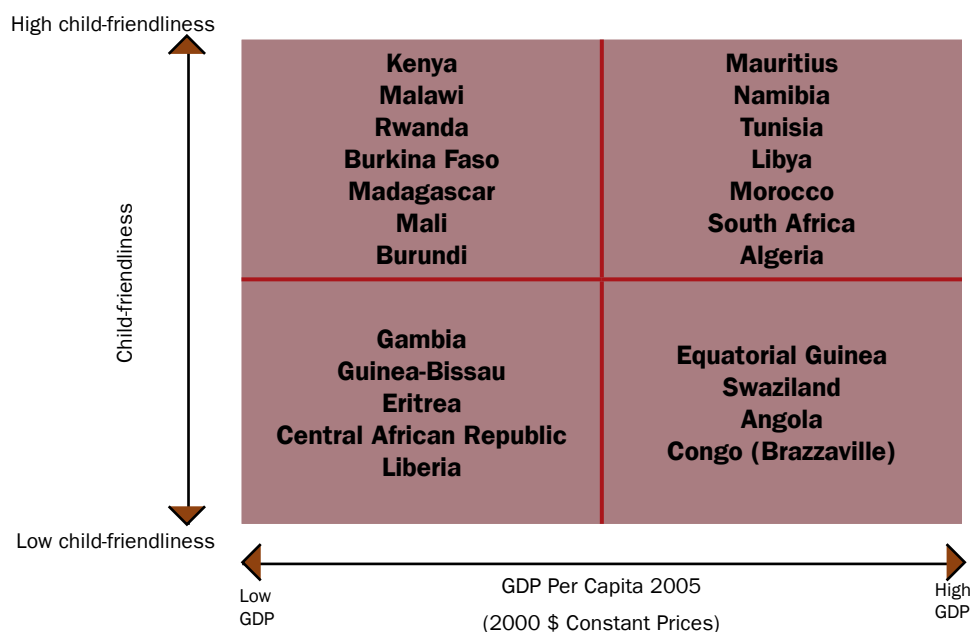 High child-friendliness
Kenya
Malawi
Rwanda
Burkina Faso
Madagascar
Mali
Burundi
Mauritius
Namibia
Tunisia
Libya
Morocco
South Africa
Algeria
Child-friendliness
Gambia
Guinea-Bissau
Eritrea
Central African Republic
Liberia
Equatorial Guinea
Swaziland
Angola
Congo (Brazzaville)
Low child-friendliness
Low
GDP
GDP Per Capita 2005
(2000 $ Constant Prices)
High
GDP